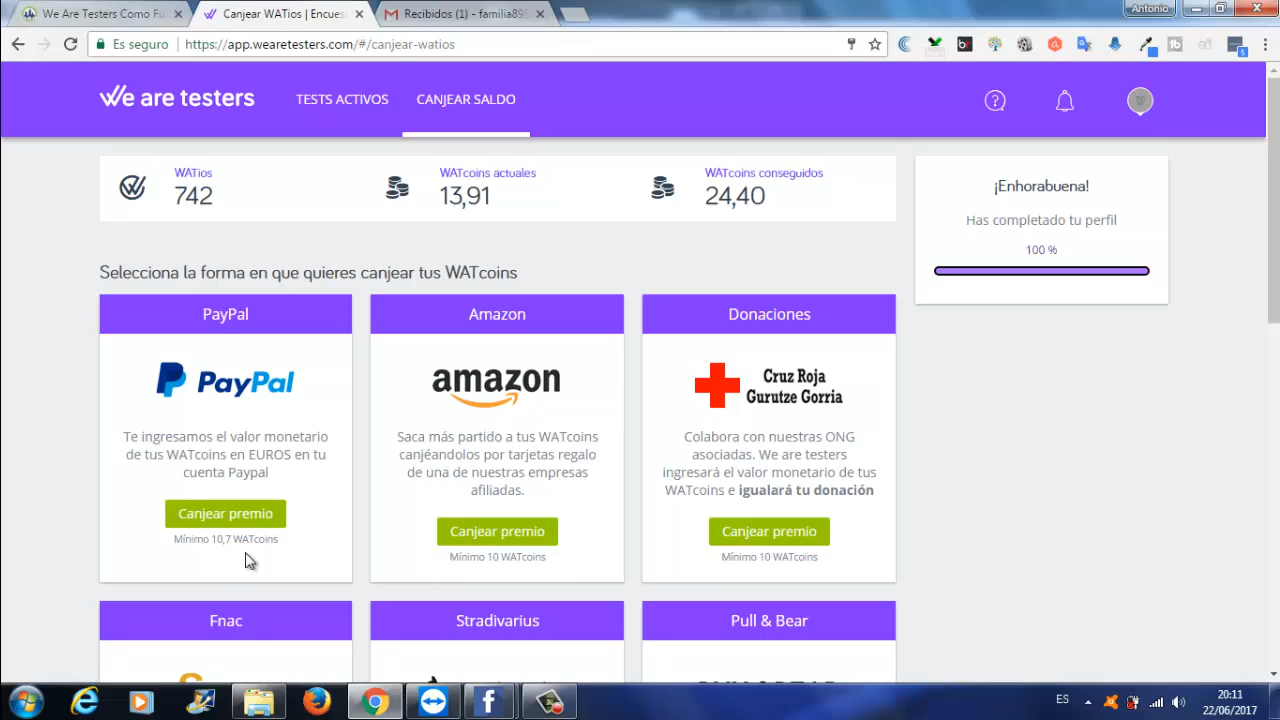 We Are Testers Como Fu
Canjear WATios | Encues
Recibidos (1) - familia895
Antonio
Es seguro
https://app.wearetesters.com/#/canjear-watios
We are testers
TESTS ACTIVOS
CANJEAR SALDO
WATios
742
WATcoins actuales
13,91
WATcoins conseguidos
24,40
¡Enhorabuena!
Has completado tu perfil
100 %
Selecciona la forma en que quieres canjear tus WATcoins
PayPal
PayPal
Te ingresamos el valor monetario
de tus WATcoins en EUROS en tu
cuenta Paypal
Canjear premio
Mínimo 10,7 WATcoins
Amazon
amazon
Saca más partido a tus WATcoins
canjéandolos por tarjetas regalo
de una de nuestras empresas
afiliadas.
Canjear premio
Mínimo 10 WATcoins
Donaciones
Cruz Roja
Gurutze Gorria
Colabora con nuestras ONG
asociadas. We are testers
ingresará el valor monetario de tus
WATcoins e igualará tu donación
Canjear premio
Mínimo 10 WATcoins
Fnac
Stradivarius
Pull & Bear
ES
20:11
22/06/2017